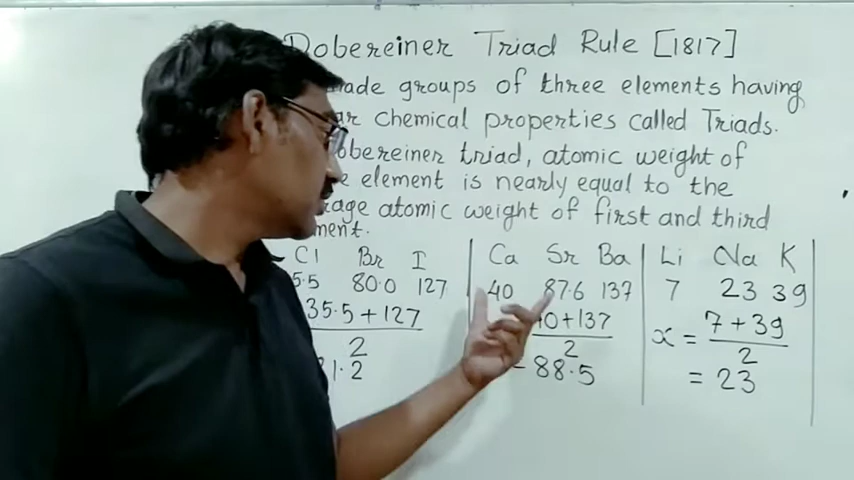 Dobereiner Triad Rule [1817]
made groups of three elements having
chemical properties called Triads.
Dobereiner triad, atomic weight of
element is nearly equal to the
atomic weight of first and third
Cl Br I Ca Sr Ba Li Na K
80.0 127 40 87.6 137 7 23 39
35.5 + 127 40+137 x = 7 + 39
2 2 2
88.5 = 23